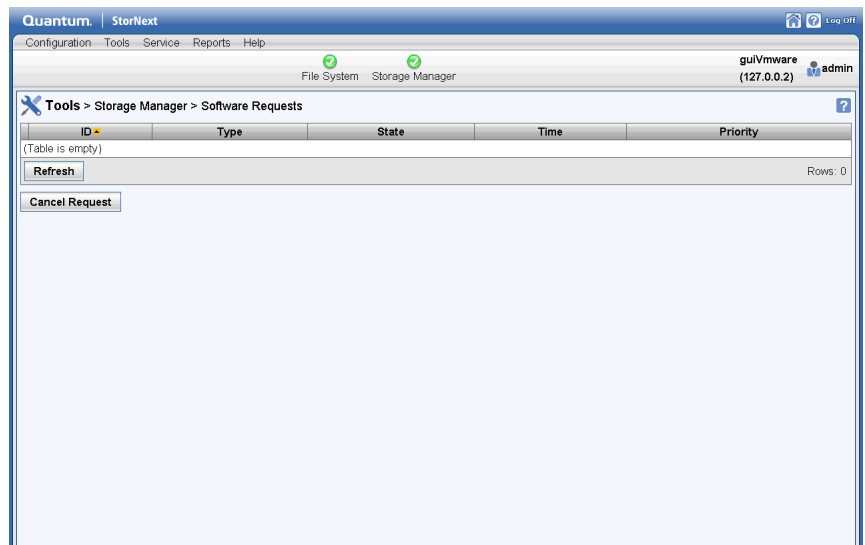 Quantum. StorNext Log Off
Configuration Tools Service Reports Help
File System Storage Manager
guiVmware
(127.0.0.2)
admin
Tools > Storage Manager > Software Requests ?
ID Type State Time Priority
(Table is empty)
Refresh Rows: 0
Cancel Request